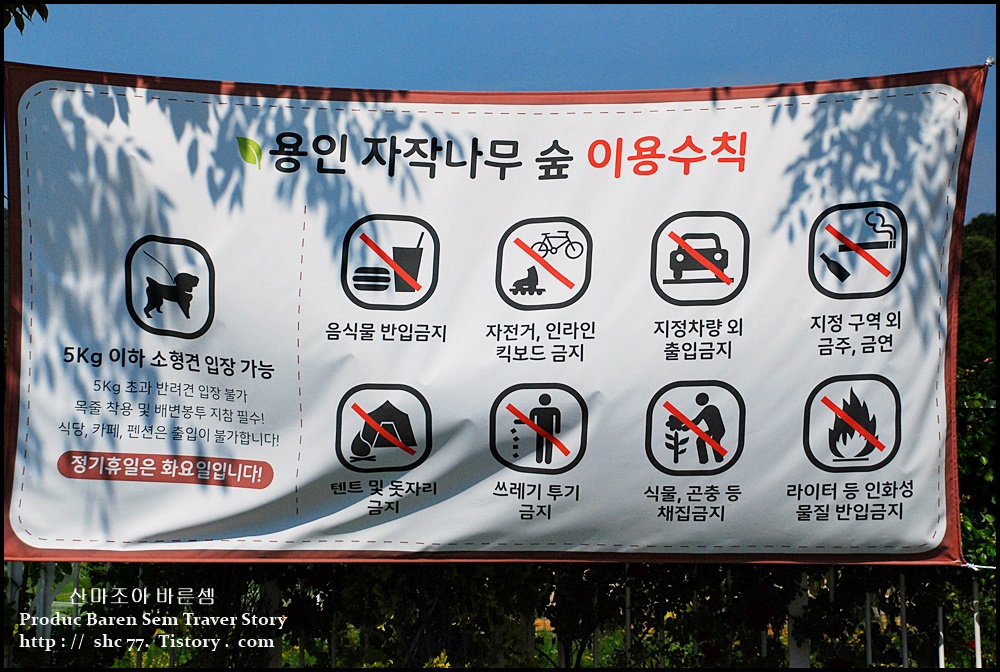 용인 자작나무 숲 이용수칙
5Kg 이하 소형견 입장 가능
5Kg 초과 반려견 입장 불가
목줄 착용 및 배변봉투 지참 필수!
식당, 카페, 펜션은 출입이 불가합니다!
정기휴일은 화요일입니다!
음식물 반입금지
자전거, 인라인
킥보드 금지
지정차량 외
출입금지
지정 구역 외
금주, 금연
텐트 및 돗자리
금지
쓰레기 투기
금지
식물, 곤충 등
채집금지
라이터 등 인화성
물질 반입금지
산마조아 바른셈
Produc Baren Sem Traver Story
http : // shc 77. Tistory . com